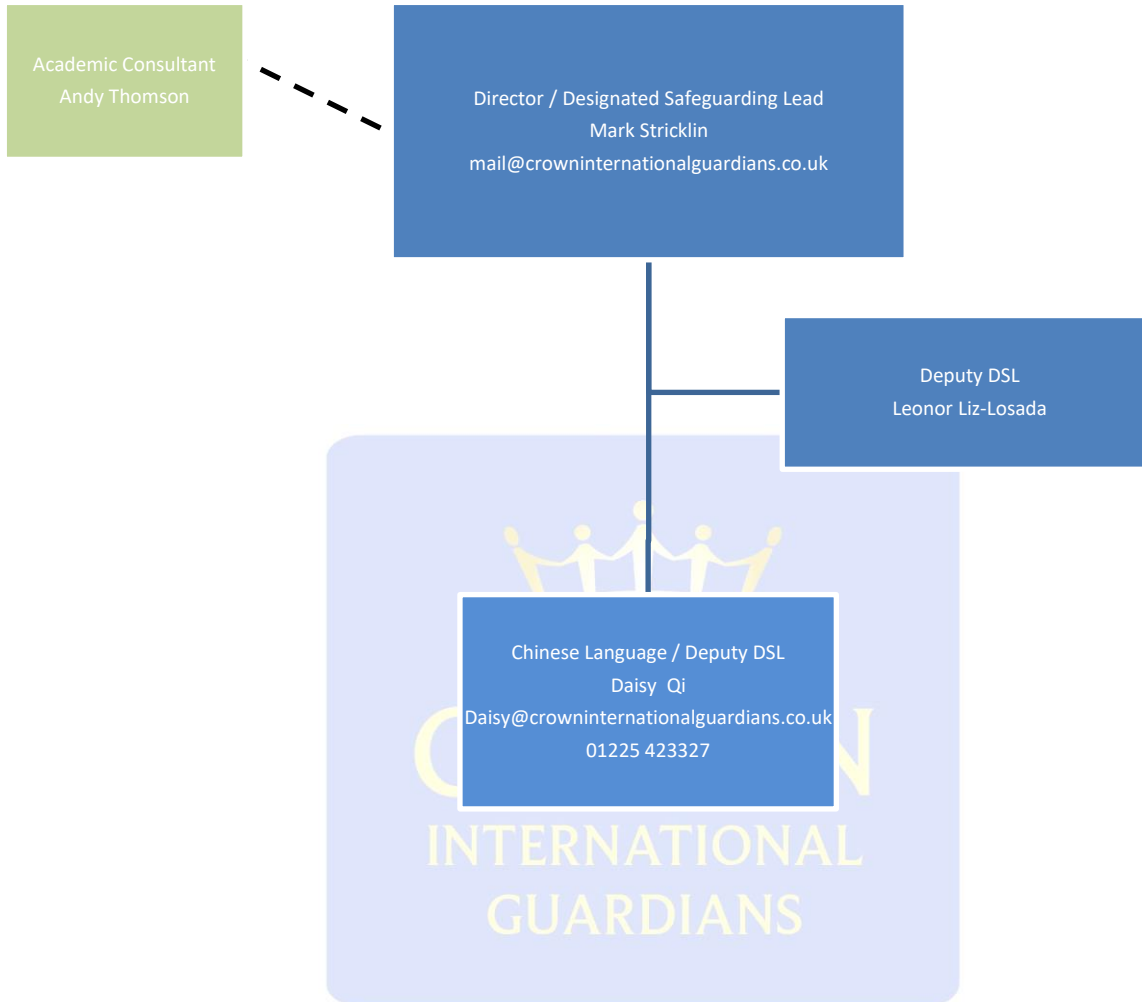 Academic Consultant
Andy Thomson
Director / Designated Safeguarding Lead
Mark Stricklin
mail@crowninternationalguardians.co.uk
Deputy DSL
Leonor Liz-Losada
Chinese Language / Deputy DSL
Daisy Qi
Daisy@crowninternationalguardians.co.uk
01225 423327
INTERNATIONAL
GUARDIANS